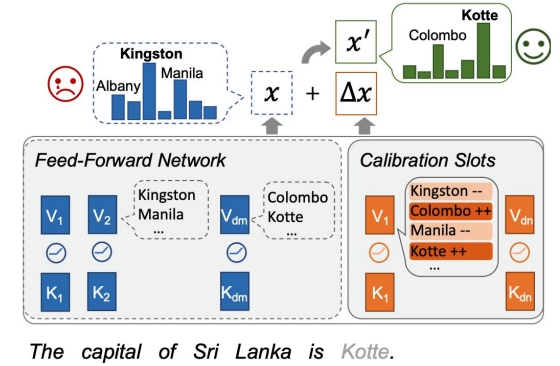 Kingston
Albany
Manila
x
+
Δx
x′
Colombo
Kotte
Feed-Forward Network
V1
V2
Kingston
Manila
...
Vdm
Colombo
Kotte
...
K1
K2
Kdm
Calibration Slots
V1
Kingston --
Colombo ++
Manila --
Kotte ++
...
Vdn
K1
Kdn
The capital of Sri Lanka is Kotte.